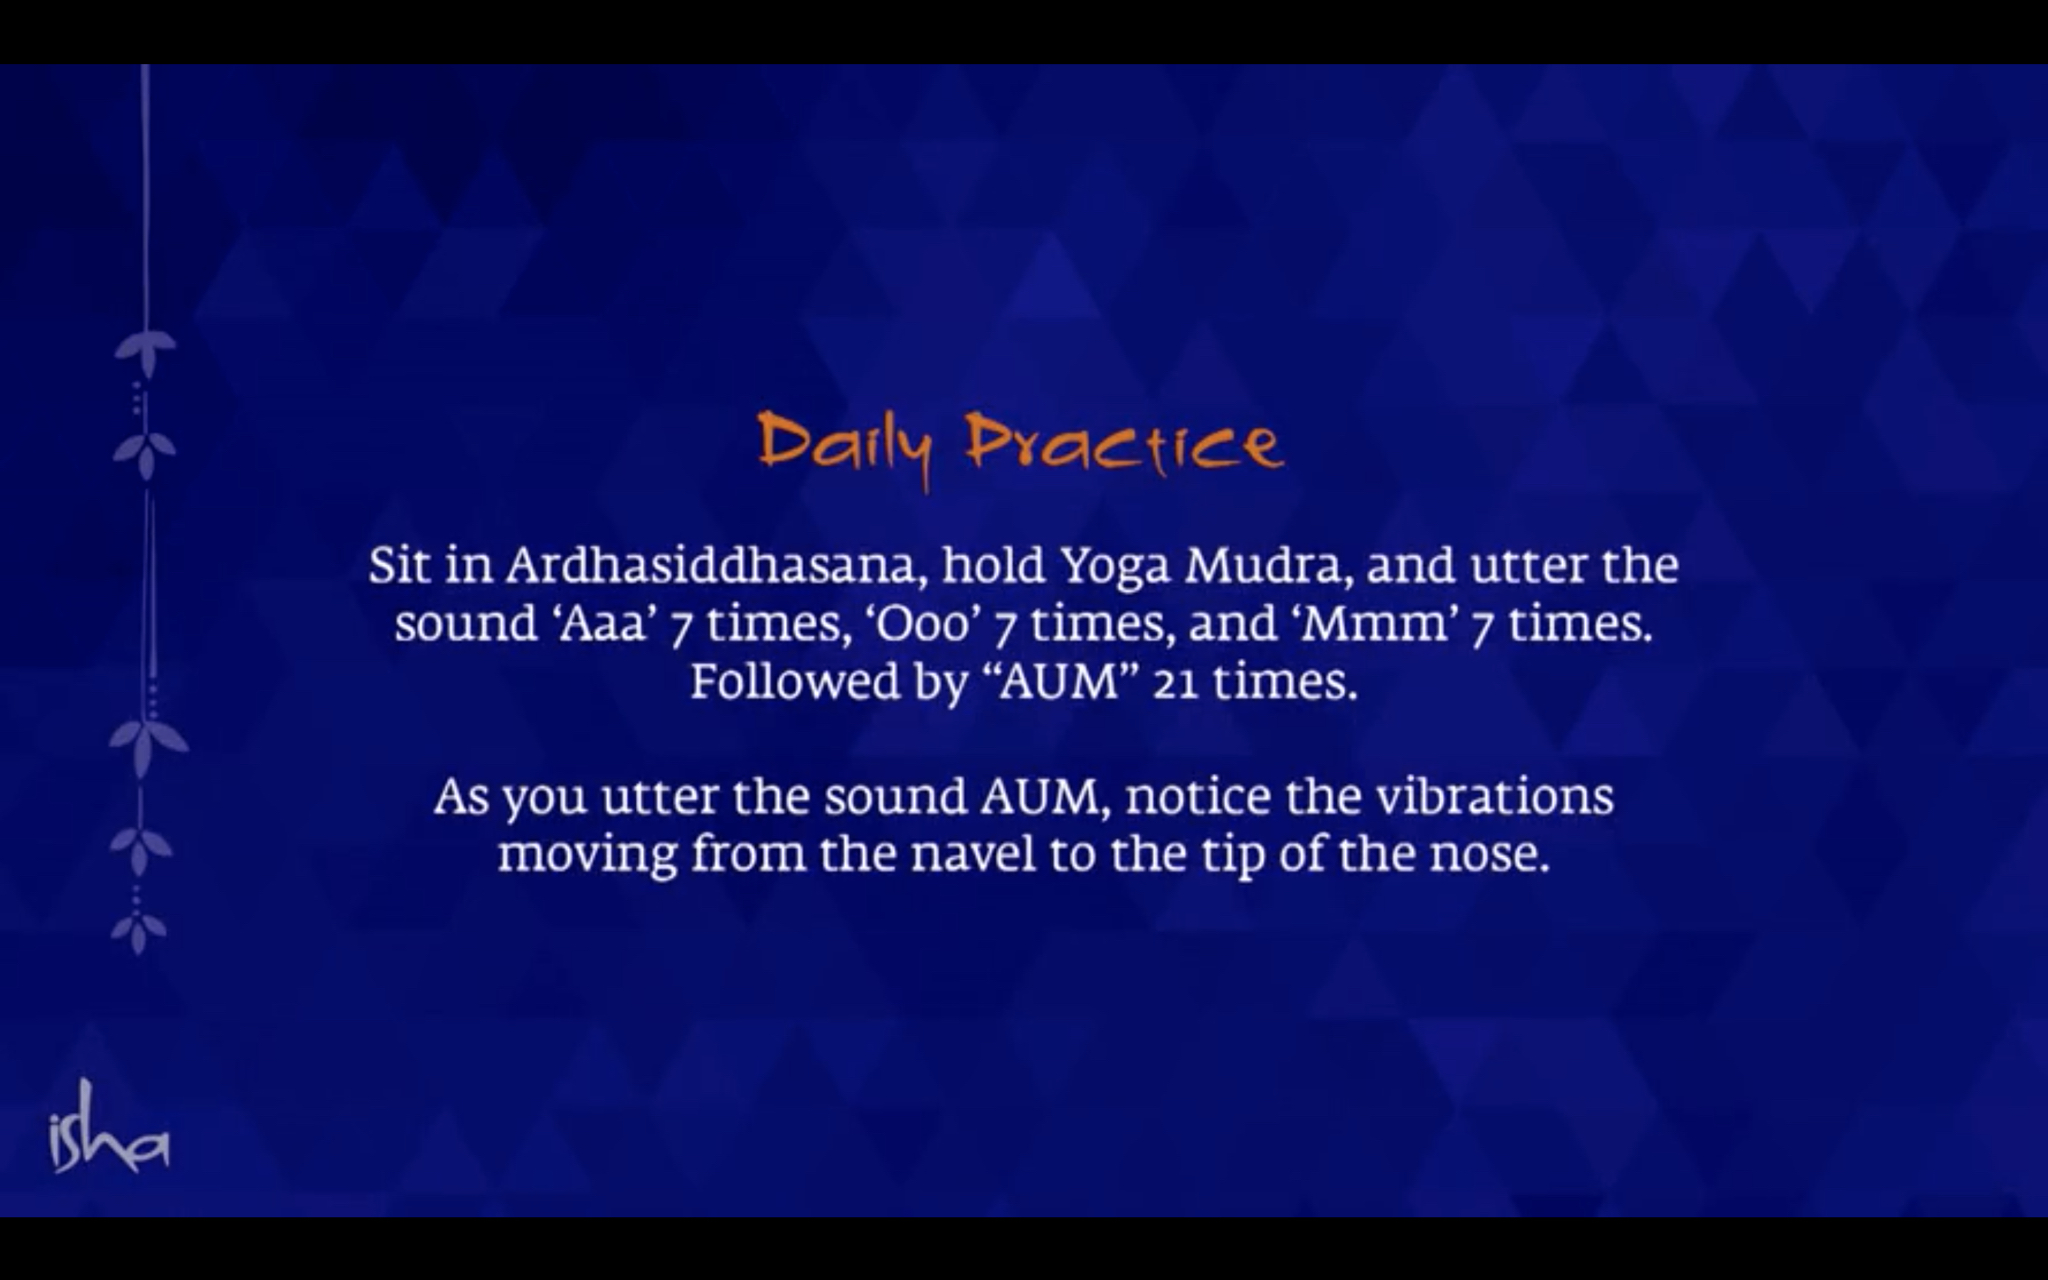 Daily Practice
Sit in Ardhasiddhasana, hold Yoga Mudra, and utter the
sound ‘Aaa’ 7 times, ‘Ooo’ 7 times, and ‘Mmm’ 7 times.
Followed by “AUM” 21 times.
As you utter the sound AUM, notice the vibrations
moving from the navel to the tip of the nose.
isha